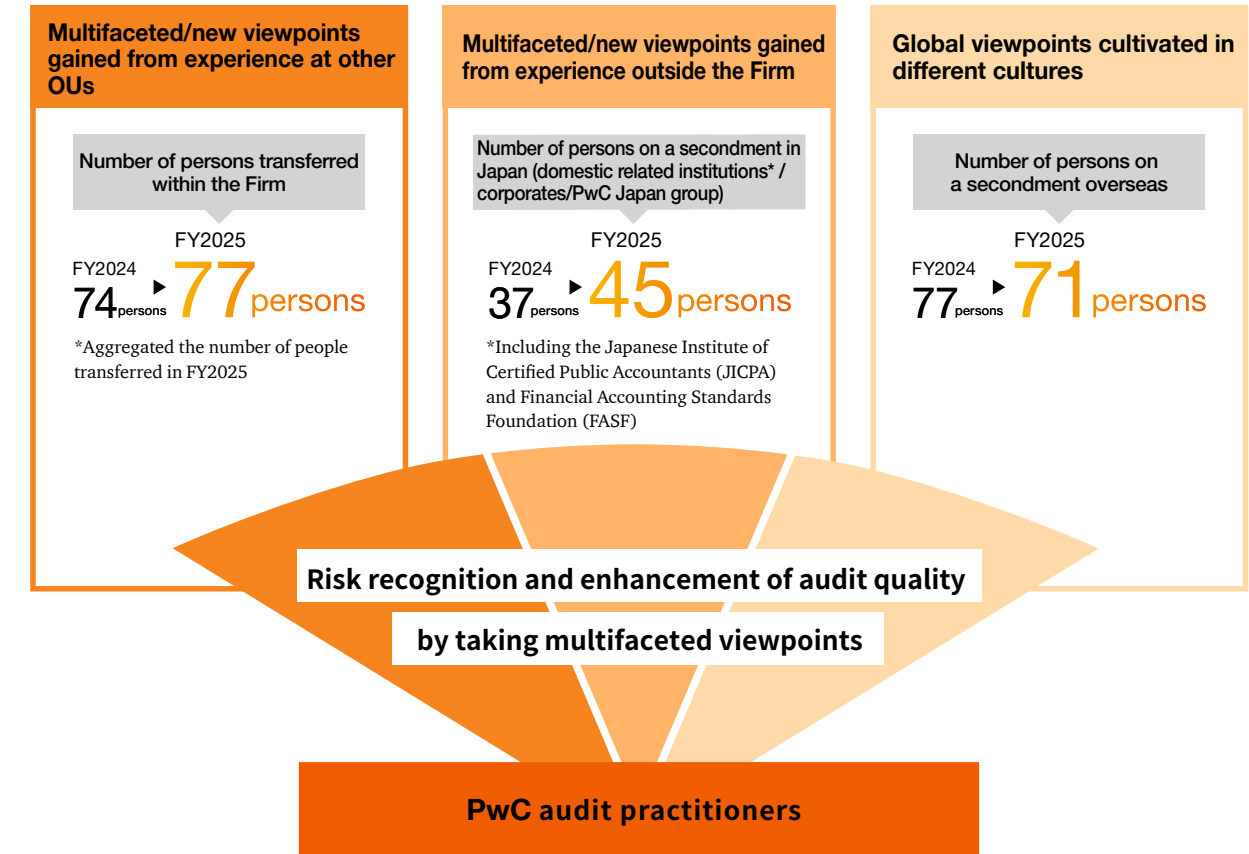 Multifaceted/new viewpoints
gained from experience at other
OUs
Number of persons transferred
within the Firm
FY2025
FY2024
74persons ▶ 77persons
*Aggregated the number of people
transferred in FY2025
Multifaceted/new viewpoints gained
from experience outside the Firm
Number of persons on a secondment in
Japan (domestic related institutions* /
corporates/PwC Japan group)
FY2025
FY2024
37persons ▶ 45persons
*Including the Japanese Institute of
Certified Public Accountants (JICPA)
and Financial Accounting Standards
Foundation (FASF)
Global viewpoints cultivated in
different cultures
Number of persons on
a secondment overseas
FY2025
FY2024
77persons ▶ 71persons
Risk recognition and enhancement of audit quality
by taking multifaceted viewpoints
PwC audit practitioners